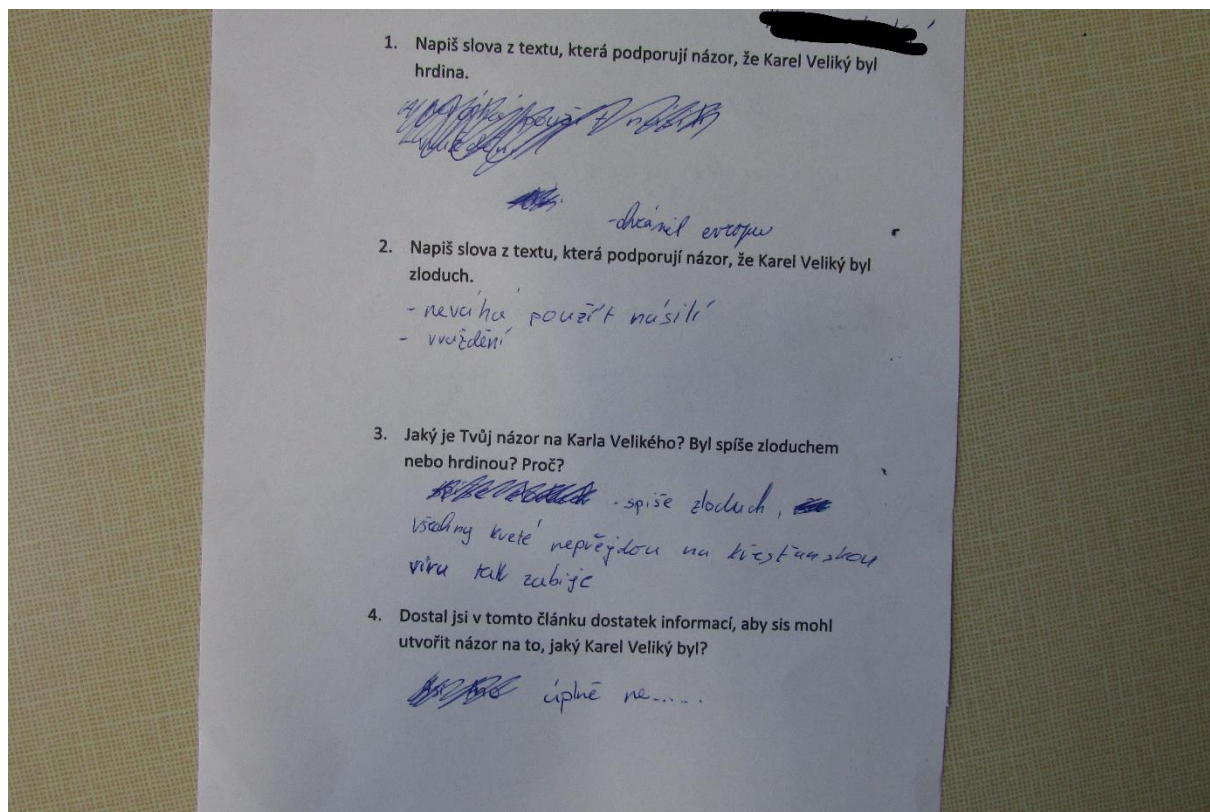 1. Napiš slova z textu, která podporují názor, že Karel Veliký byl
hrdina.
-chránil evropu
2. Napiš slova z textu, která podporují názor, že Karel Veliký byl
zloduch.
- neváhá použít násilí
- vraždění
3. Jaký je Tvůj názor na Karla Velikého? Byl spíše zloduchem
nebo hrdinou? Proč?
- spíše zloduch,
všechny kteté nepřejdou na křesťanskou
víru tak zabije
4. Dostal jsi v tomto článku dostatek informací, aby sis mohl
utvořit názor na to, jaký Karel Veliký byl?
úplně ne.....